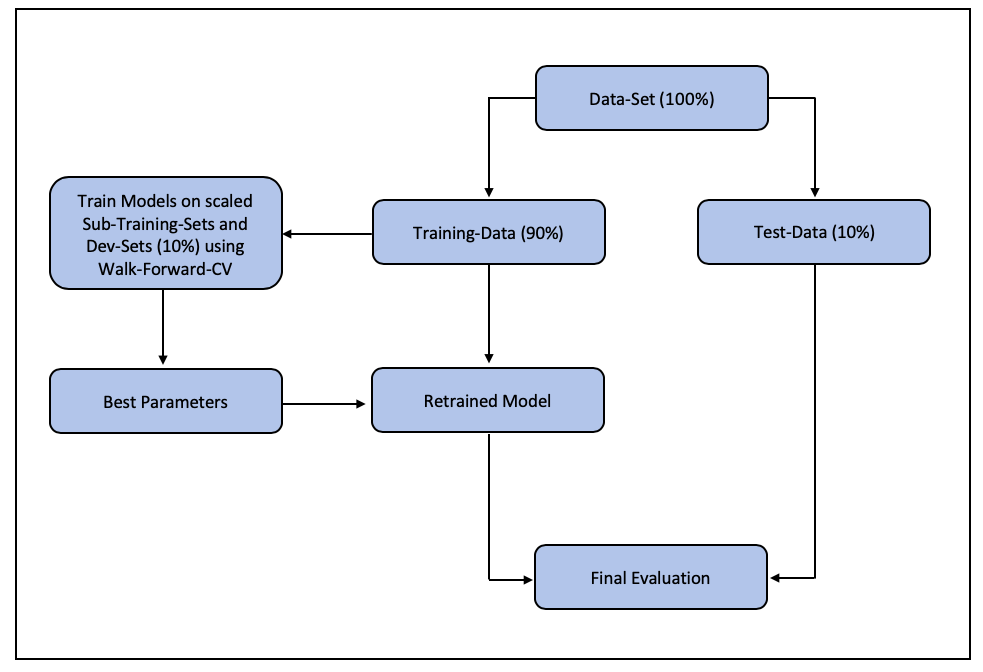 Data-Set (100%)
Train Models on scaled
Sub-Training-Sets and
Dev-Sets (10%) using
Walk-Forward-CV
Training-Data (90%)
Test-Data (10%)
Best Parameters
Retrained Model
Final Evaluation